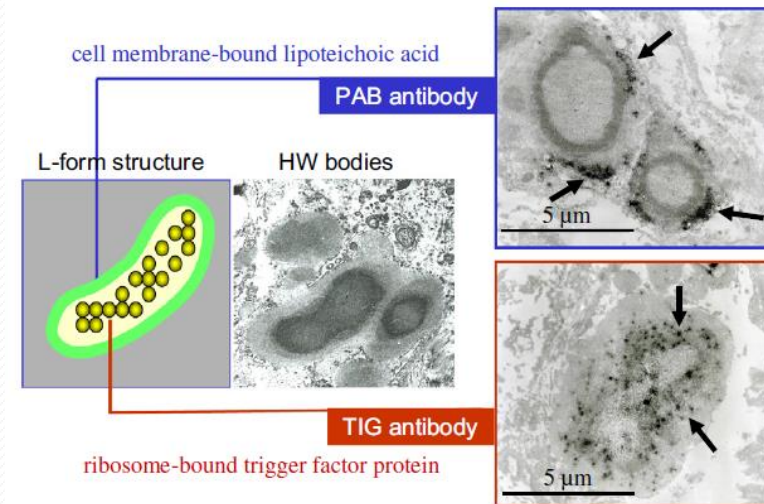 cell membrane-bound lipoteichoic acid
PAB antibody
L-form structure
HW bodies
5 µm
5 µm
TIG antibody
ribosome-bound trigger factor protein